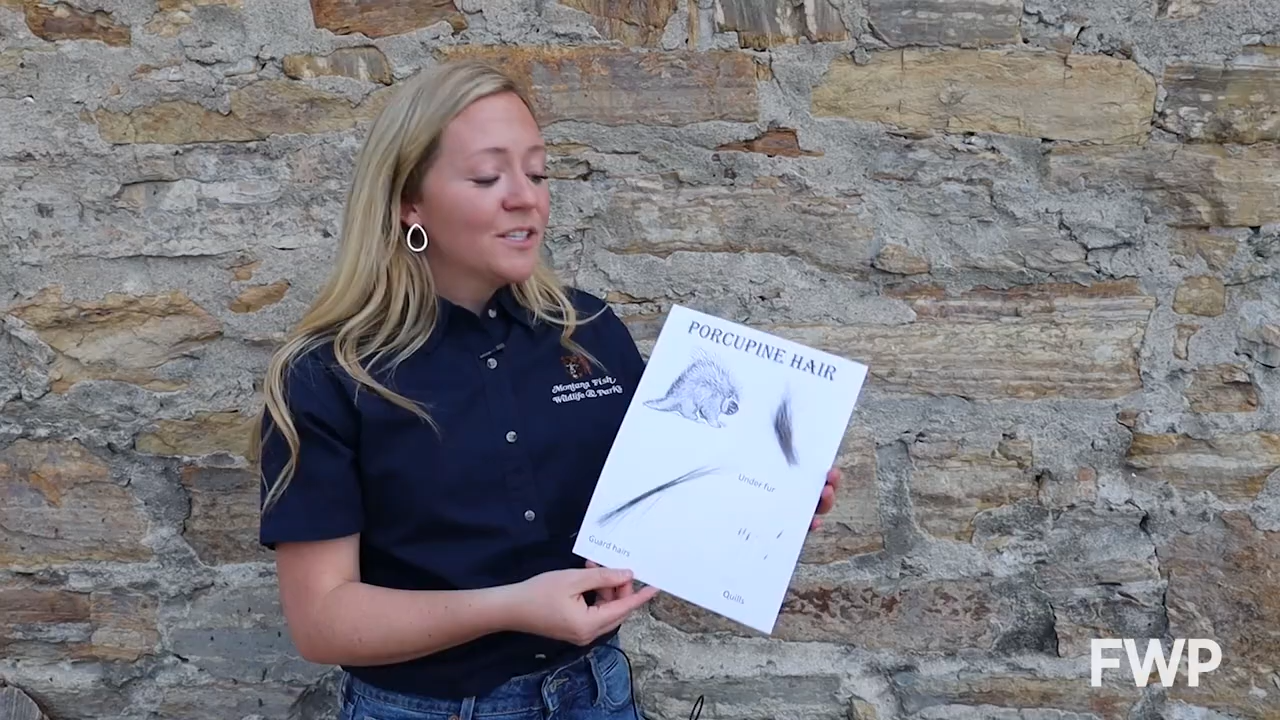 PORCUPINE HAIR
Under fur
Guard hairs
Quills
Montana Fish
Wildlife & Parks
FWP